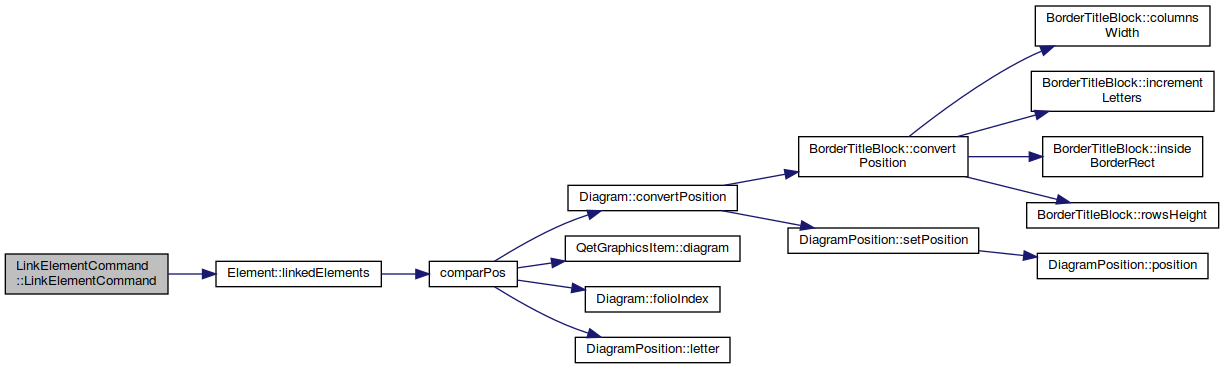 LinkElementCommand
::LinkElementCommand
Element::linkedElements
comparPos
Diagram::convertPosition
QetGraphicsItem::diagram
Diagram::folioIndex
DiagramPosition::letter
BorderTitleBlock::convert
Position
DiagramPosition::setPosition
BorderTitleBlock::columns
Width
BorderTitleBlock::increment
Letters
BorderTitleBlock::inside
BorderRect
BorderTitleBlock::rowsHeight
DiagramPosition::position